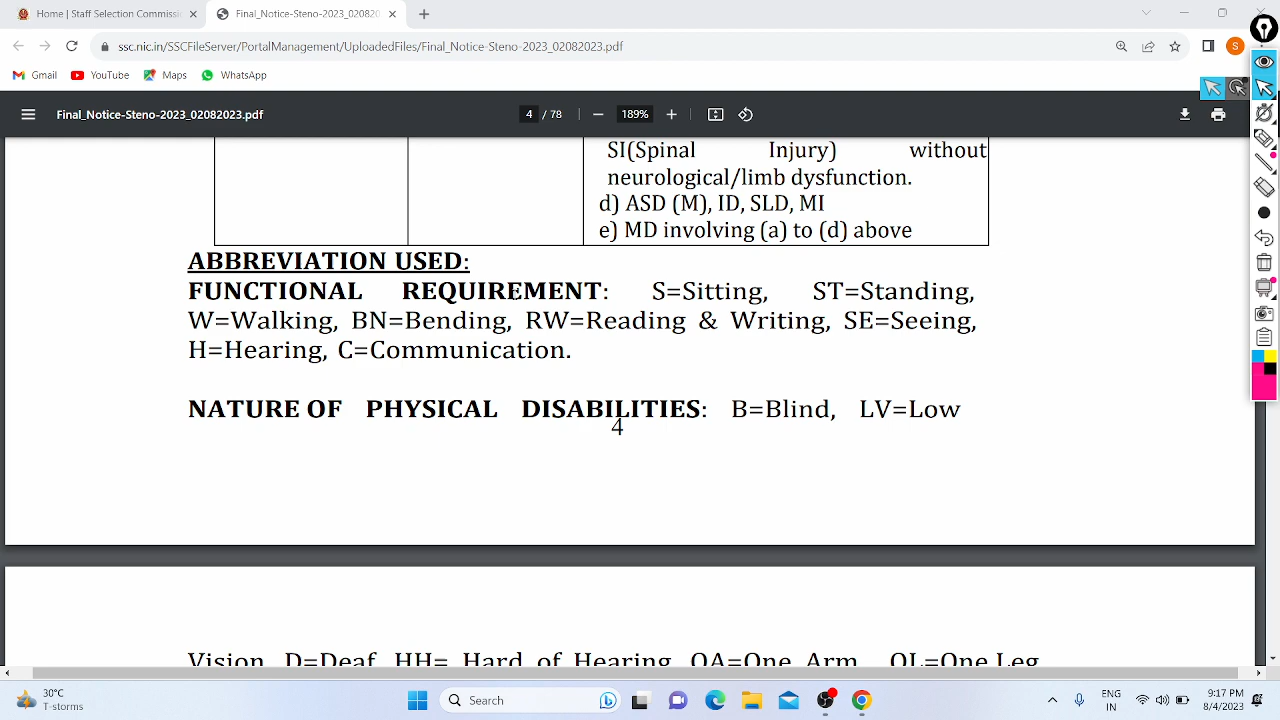 Home | Staff Selection Commissi
Final_Notice-Steno-2023_020820
ssc.nic.in/SSCFileServer/PortalManagement/UploadedFiles/Final_Notice-Steno-2023_02082023.pdf
S
Gmail YouTube Maps WhatsApp
Final_Notice-Steno-2023_02082023.pdf
4 / 78
189%
SI(Spinal Injury) without
neurological/limb dysfunction.
d) ASD (M), ID, SLD, MI
e) MD involving (a) to (d) above
ABBREVIATION USED:
FUNCTIONAL REQUIREMENT: S=Sitting, ST=Standing,
W=Walking, BN=Bending, RW=Reading & Writing, SE=Seeing,
H=Hearing, C=Communication.
NATURE OF PHYSICAL DISABILITIES: B=Blind, LV=Low
4
Vision, D=Deaf, HH= Hard of Hearing, OA=One Arm, OL=One Leg
30°C
T-storms
Search
ENG
IN
9:17 PM
8/4/2023